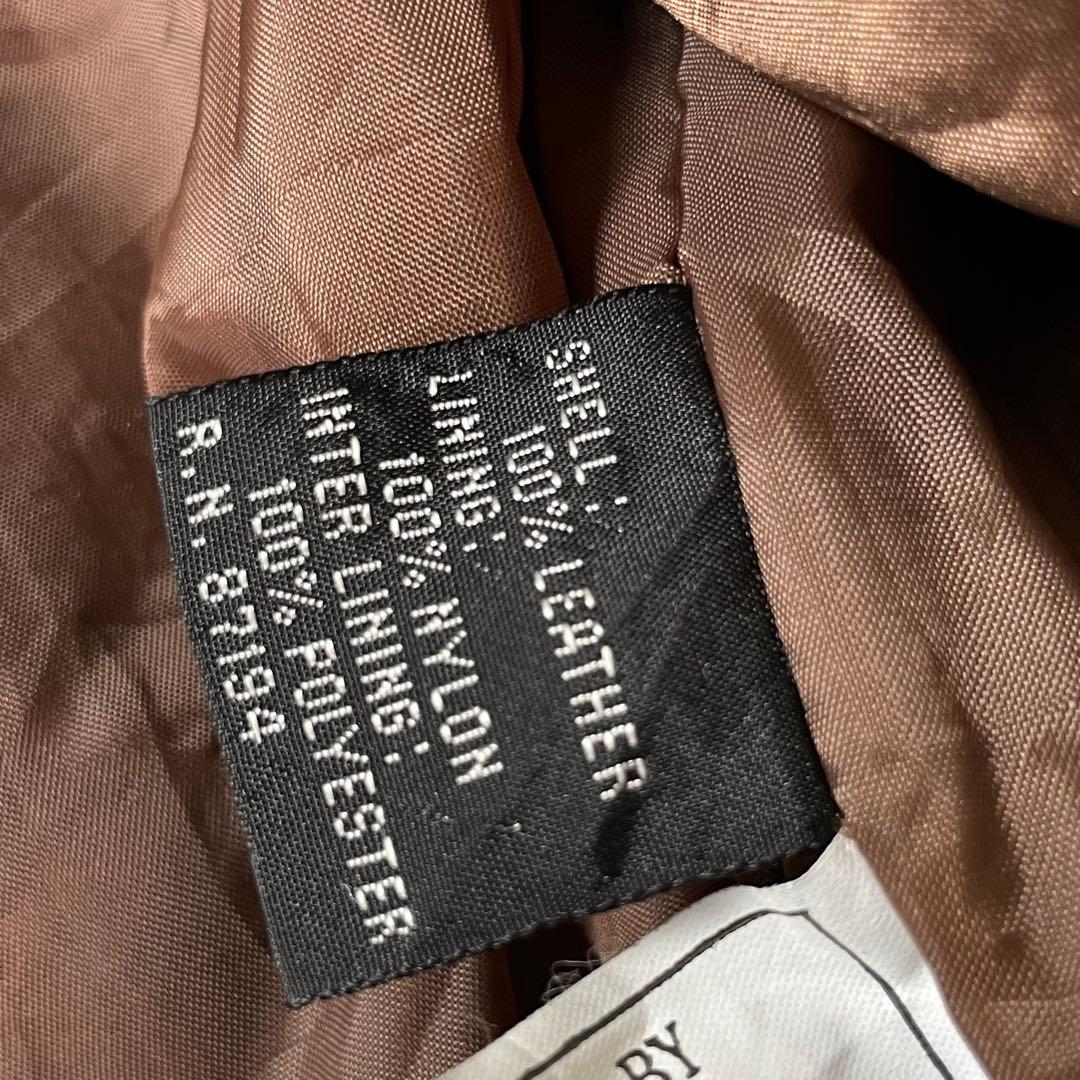 SHELL:
100% LEATHER
LINING:
100% NYLON
INTER LINING:
100% POLYESTER
R.N. 87194
BY